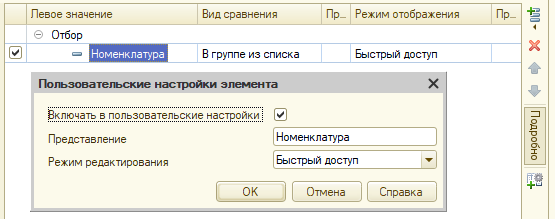 Левое значение Вид сравнения Пр... Режим отображения Пр...
Отбор
Номенклатура В группе из списка Быстрый доступ
Пользовательские настройки элемента
Включать в пользовательские настройки
Представление Номенклатура
Режим редактирования Быстрый доступ
OK Отмена Справка
Подробно